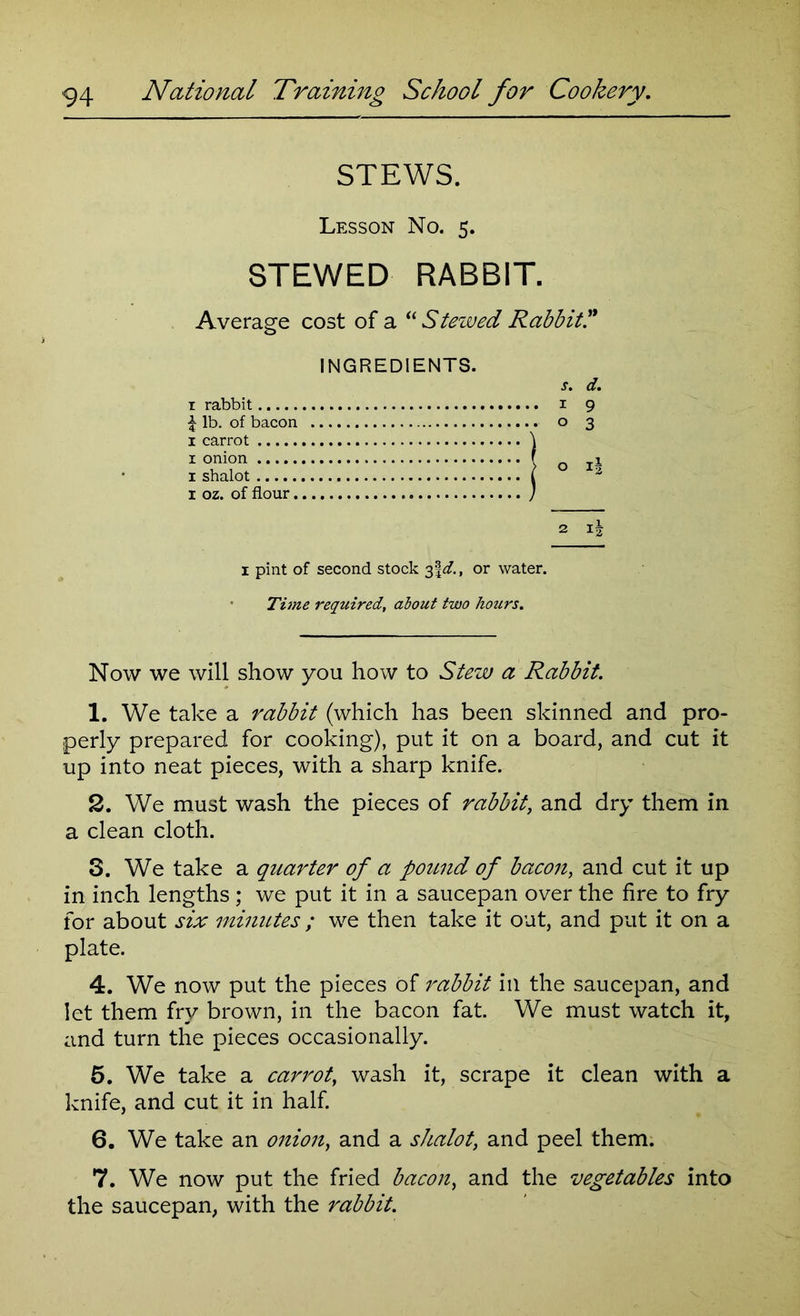 94 National Training School for Cookery.
STEWS.
Lesson No. 5.
STEWED RABBIT.
Average cost of a “Stewed Rabbit.”
INGREDIENTS.
s. d.
1 rabbit........................................ 1 9
¼ lb. of bacon ................................ 0 3
1 carrot ....................................
1 onion ....................................
1 shalot.................................... 0 1½
1 oz. of flour................................
2 1½
1 pint of second stock 3¾d., or water.
Time required, about two hours.
Now we will show you how to Stew a Rabbit.
1. We take a rabbit (which has been skinned and pro-
perly prepared for cooking), put it on a board, and cut it
up into neat pieces, with a sharp knife.
2. We must wash the pieces of rabbit, and dry them in
a clean cloth.
3. We take a quarter of a pound of bacon, and cut it up
in inch lengths; we put it in a saucepan over the fire to fry
for about six minutes; we then take it out, and put it on a
plate.
4. We now put the pieces of rabbit in the saucepan, and
let them fry brown, in the bacon fat. We must watch it,
and turn the pieces occasionally.
5. We take a carrot, wash it, scrape it clean with a
knife, and cut it in half.
6. We take an onion, and a shalot, and peel them.
7. We now put the fried bacon, and the vegetables into
the saucepan, with the rabbit.